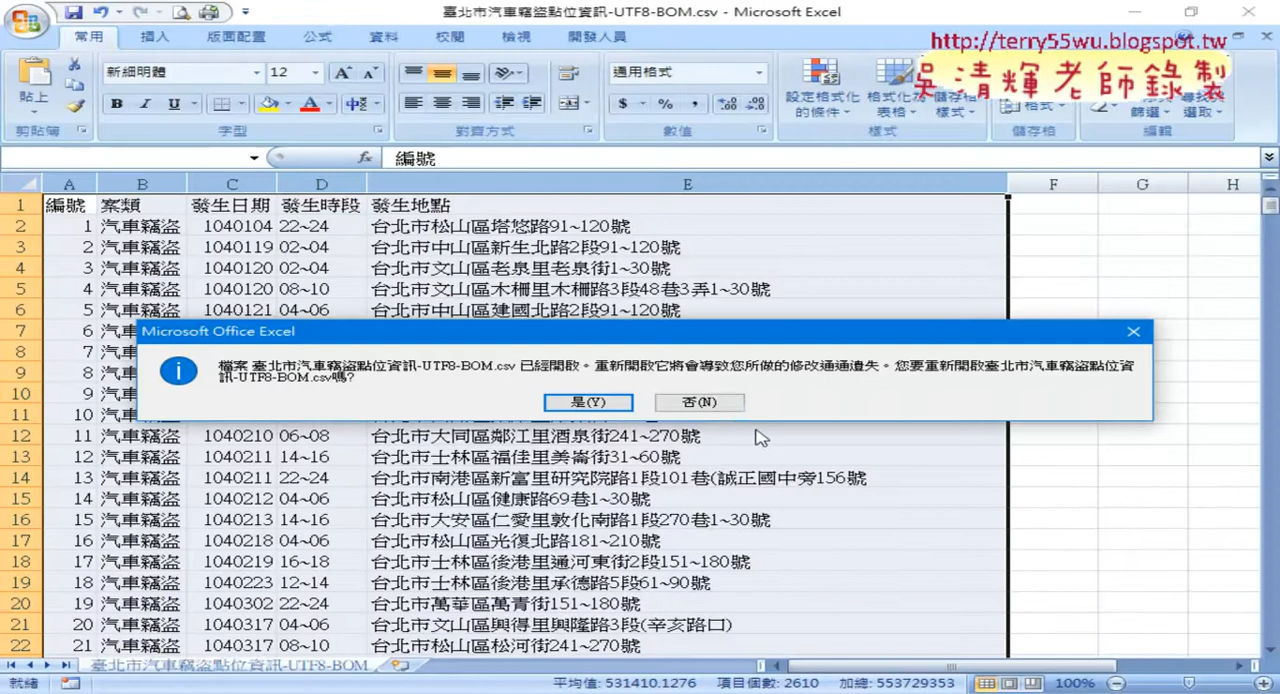 臺北市汽車竊盜點位資訊-UTF8-BOM.csv - Microsoft Excel
常用 插入 版面配置 公式 資料 校閱 檢視 開發人員
http://terry55wu.blogspot.tw
吳清輝老師錄製
貼上
新細明體 12
B I U
通用格式
$ % ,
設定格式化的條件
格式化為表格
儲存格樣式
格式
篩選
選取
剪貼簿 字型 對齊方式 數值 樣式 儲存格 編輯
fx 編號
A B C D E F G H
1 編號 案類 發生日期 發生時段 發生地點
2 1 汽車竊盜 1040104 22~24 台北市松山區塔悠路91~120號
3 2 汽車竊盜 1040119 02~04 台北市中山區新生北路2段91~120號
4 3 汽車竊盜 1040120 02~04 台北市文山區老泉里老泉街1~30號
5 4 汽車竊盜 1040120 08~10 台北市文山區木柵里木柵路3段48巷3弄1~30號
6 5 汽車竊盜 1040121 04~06 台北市中山區建國北路2段91~120號
7 6 汽車
8 7 汽車
9 8 汽車
10 9 汽車
11 10 汽車
Microsoft Office Excel
檔案 臺北市汽車竊盜點位資訊-UTF8-BOM.csv 已經開啟。重新開啟它將會導致您所做的修改通通遺失。您要重新開啟臺北市汽車竊盜點位資
訊-UTF8-BOM.csv嗎?
是(Y) 否(N)
12 11 汽車竊盜 1040210 06~08 台北市大同區鄰江里酒泉街241~270號
13 12 汽車竊盜 1040211 14~16 台北市士林區福佳里美崙街31~60號
14 13 汽車竊盜 1040211 22~24 台北市南港區新富里研究院路1段101巷(誠正國中旁156號
15 14 汽車竊盜 1040212 04~06 台北市松山區健康路69巷1~30號
16 15 汽車竊盜 1040213 14~16 台北市大安區仁愛里敦化南路1段270巷1~30號
17 16 汽車竊盜 1040218 04~06 台北市松山區光復北路181~210號
18 17 汽車竊盜 1040219 16~18 台北市士林區後港里通河東街2段151~180號
19 18 汽車竊盜 1040223 12~14 台北市士林區後港里承德路5段61~90號
20 19 汽車竊盜 1040302 22~24 台北市萬華區萬青街151~180號
21 20 汽車竊盜 1040317 04~06 台北市文山區興得里興隆路3段(辛亥路口)
22 21 汽車竊盜 1040317 08~10 台北市松山區松河街241~270號
臺北市汽車竊盜點位資訊-UTF8-BOM
就緒 平均值: 531410.1276 項目個數: 2610 加總: 553729353 100%